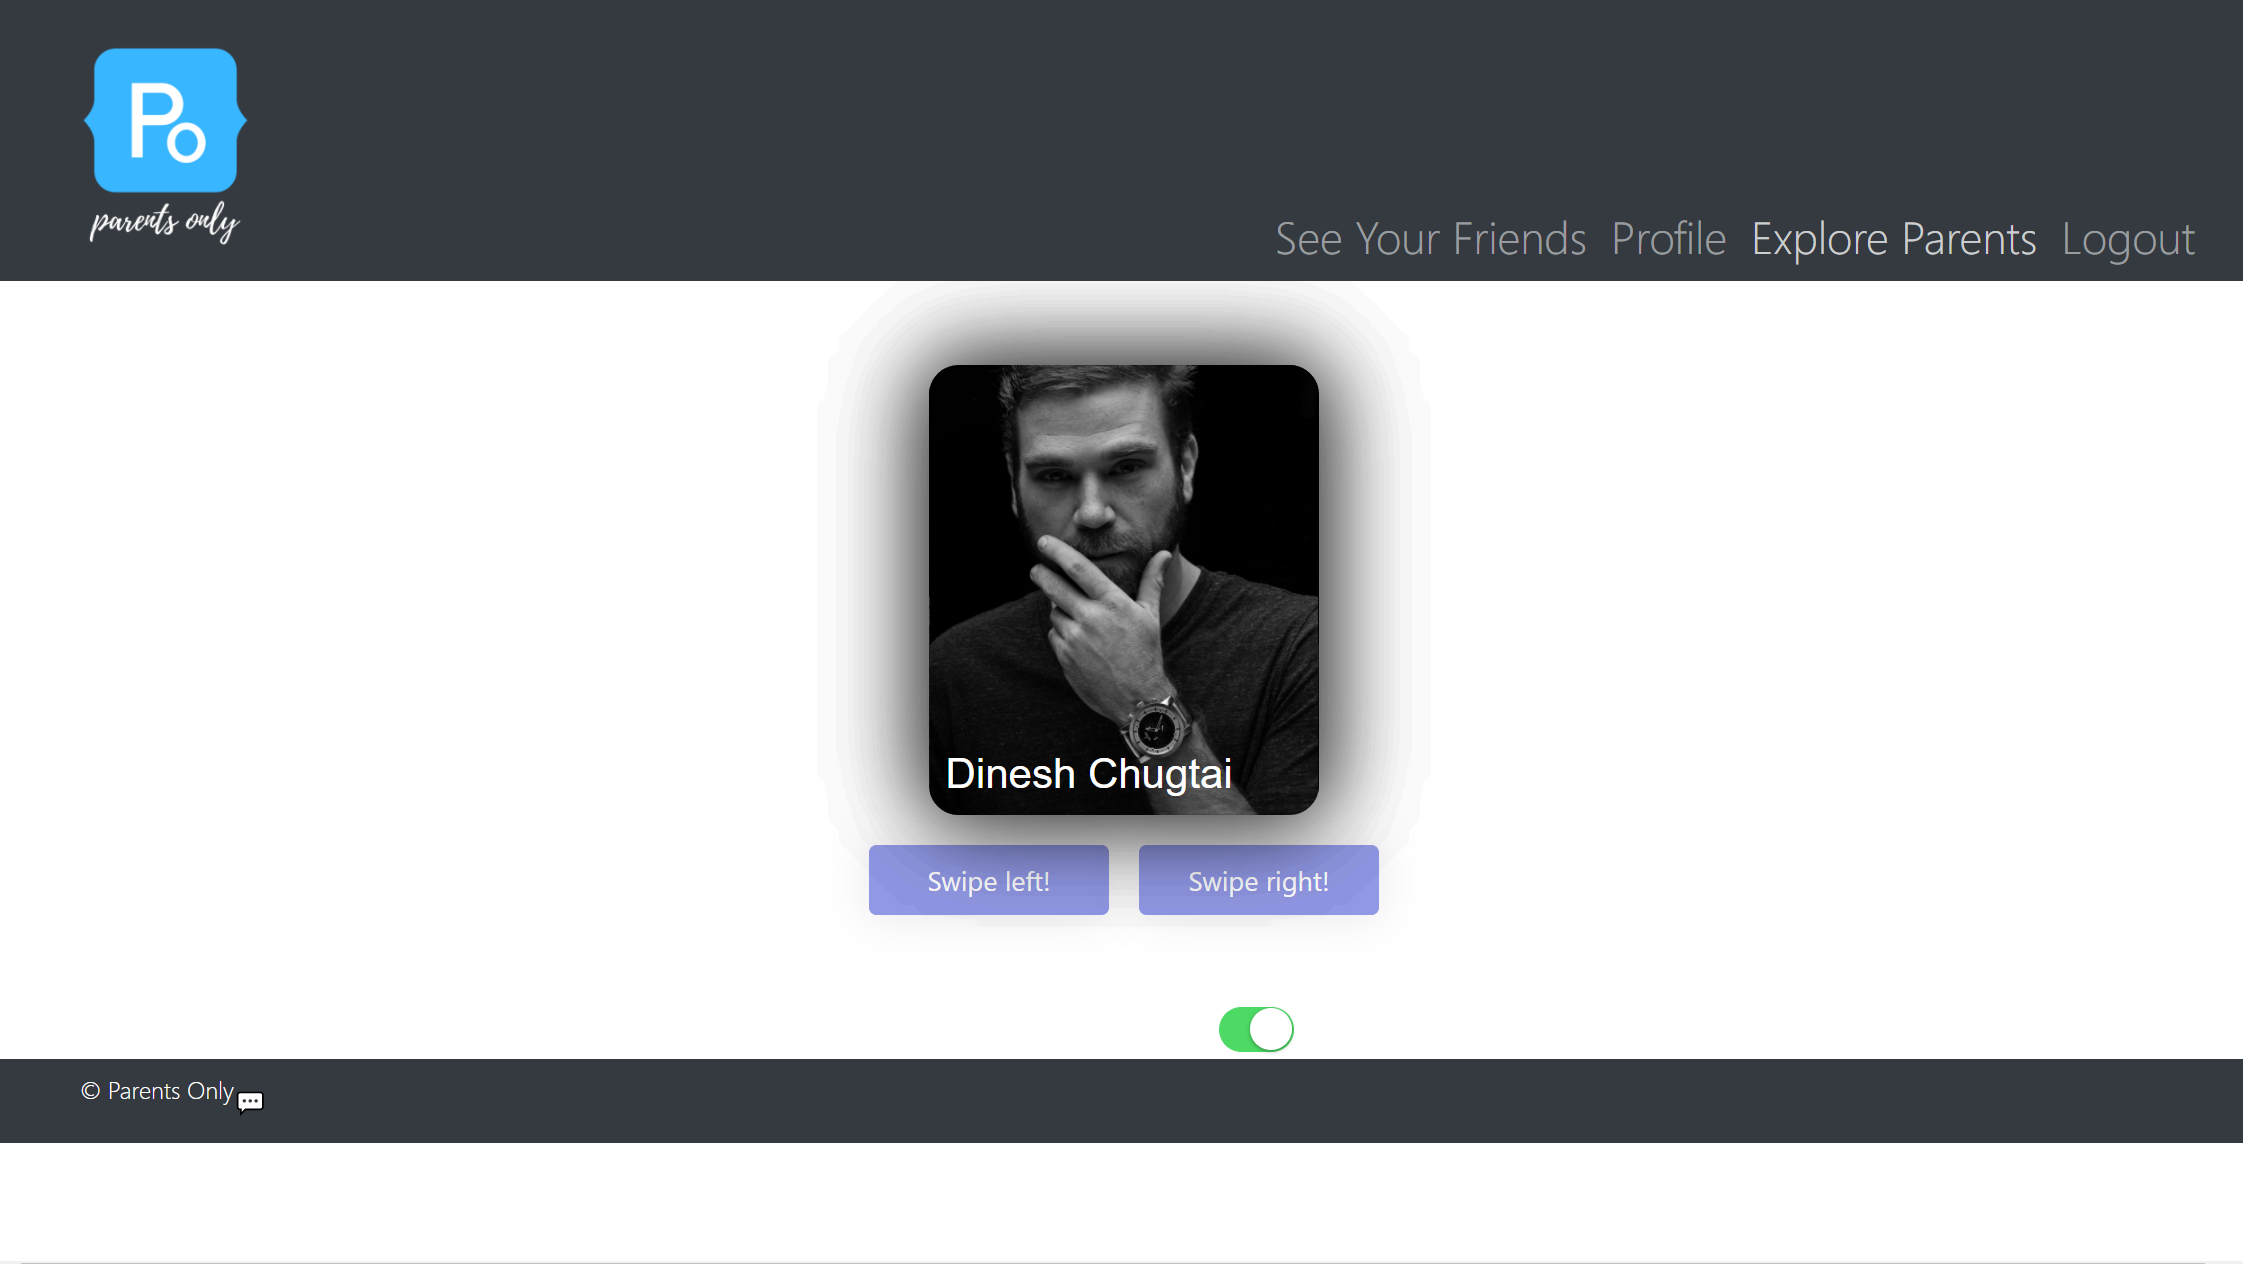 Po
parents only
See Your Friends Profile Explore Parents Logout
Dinesh Chugtai
Swipe left! Swipe right!
© Parents Only